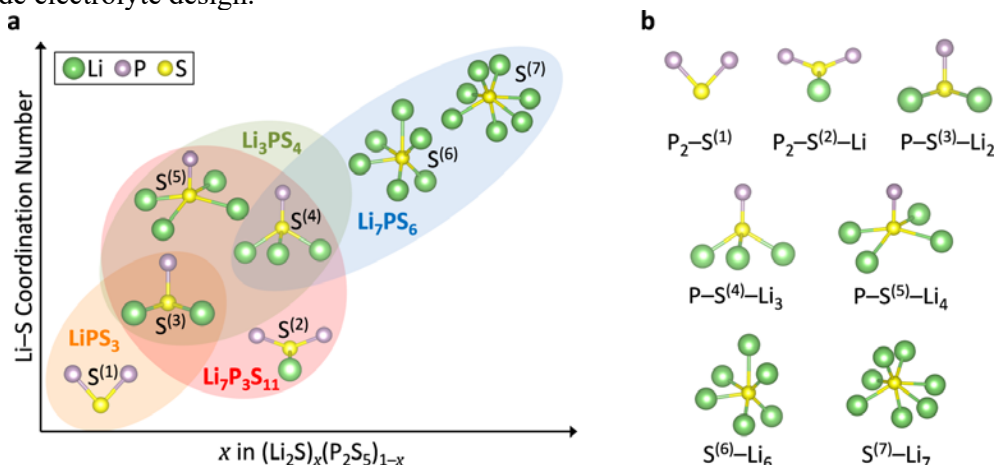 de electrolyte design.
a
Li P S
Li–S Coordination Number
S(7)
Li3PS4
S(6)
S(5)
S(4)
Li7PS6
S(3)
LiPS3
S(2)
S(1)
Li7P3S11
x in (Li2S)x(P2S5)1–x
b
P2–S(1) P2–S(2)–Li P–S(3)–Li2
P–S(4)–Li3 P–S(5)–Li4
S(6)–Li6 S(7)–Li7